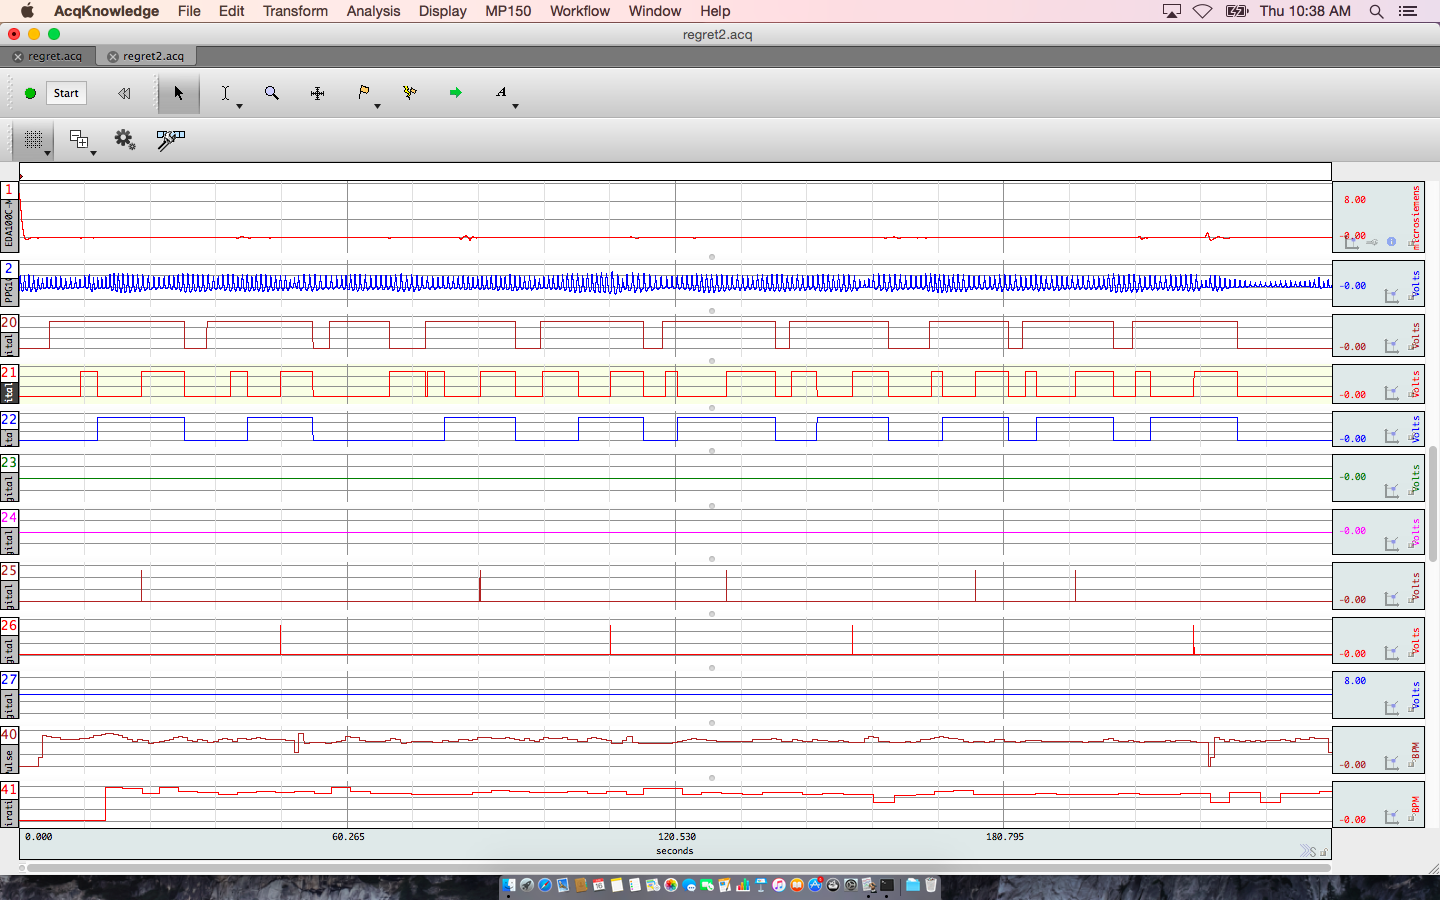 AcqKnowledge File Edit Transform Analysis Display MP150 Workflow Window Help Thu 10:38 AM
regret2.acq
regret.acq regret2.acq
Start
1
EDA100C-M
8.00
-2.00
microsiemens
2
PPG10
-0.00
Volts
20
gital
-0.00
Volts
21
ital
-0.00
Volts
22
ita
-0.00
Volts
23
gital
-0.00
Volts
24
gital
-0.00
Volts
25
gital
-0.00
Volts
26
gital
-0.00
Volts
27
gital
8.00
Volts
40
ulse
-0.00
BPM
41
irati
-0.00
BPM
0.000 60.265 120.530 180.795
seconds